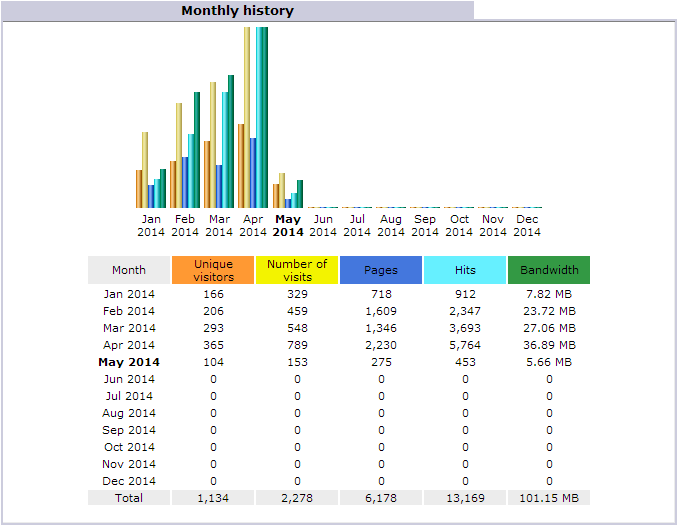 Monthly history
Jan Feb Mar Apr May Jun Jul Aug Sep Oct Nov Dec
2014 2014 2014 2014 2014 2014 2014 2014 2014 2014 2014 2014
Month Unique visitors Number of visits Pages Hits Bandwidth
Jan 2014 166 329 718 912 7.82 MB
Feb 2014 206 459 1,609 2,347 23.72 MB
Mar 2014 293 548 1,346 3,693 27.06 MB
Apr 2014 365 789 2,230 5,764 36.89 MB
May 2014 104 153 275 453 5.66 MB
Jun 2014 0 0 0 0 0
Jul 2014 0 0 0 0 0
Aug 2014 0 0 0 0 0
Sep 2014 0 0 0 0 0
Oct 2014 0 0 0 0 0
Nov 2014 0 0 0 0 0
Dec 2014 0 0 0 0 0
Total 1,134 2,278 6,178 13,169 101.15 MB